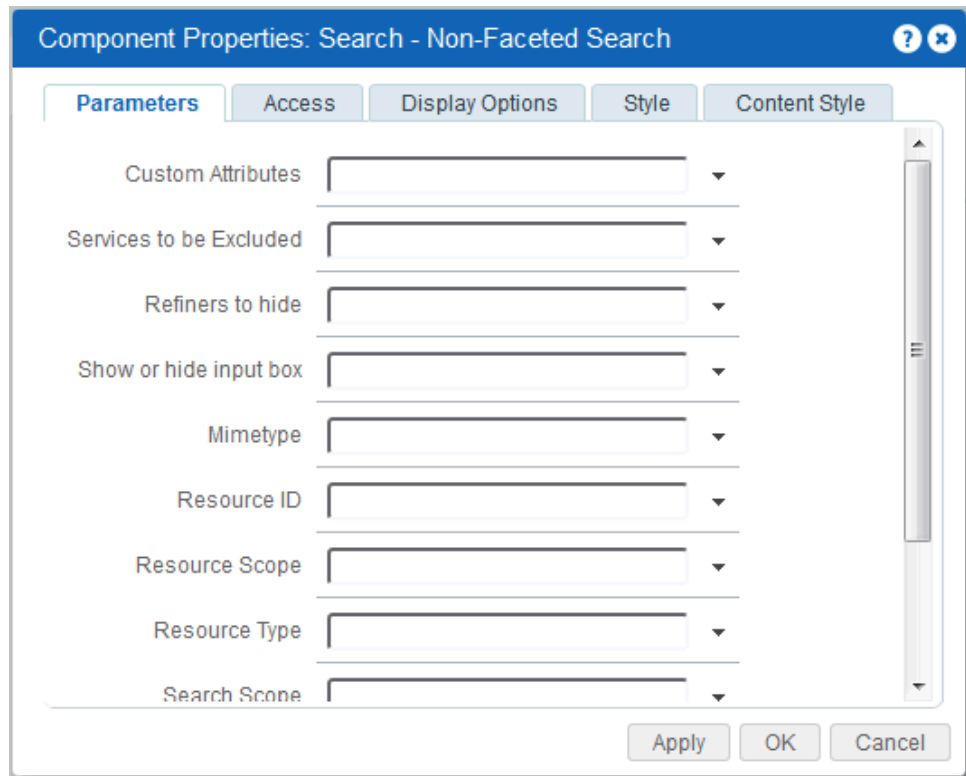 Component Properties: Search - Non-Faceted Search
Parameters Access Display Options Style Content Style
Custom Attributes
Services to be Excluded
Refiners to hide
Show or hide input box
Mimetype
Resource ID
Resource Scope
Resource Type
Search Scope
Apply OK Cancel